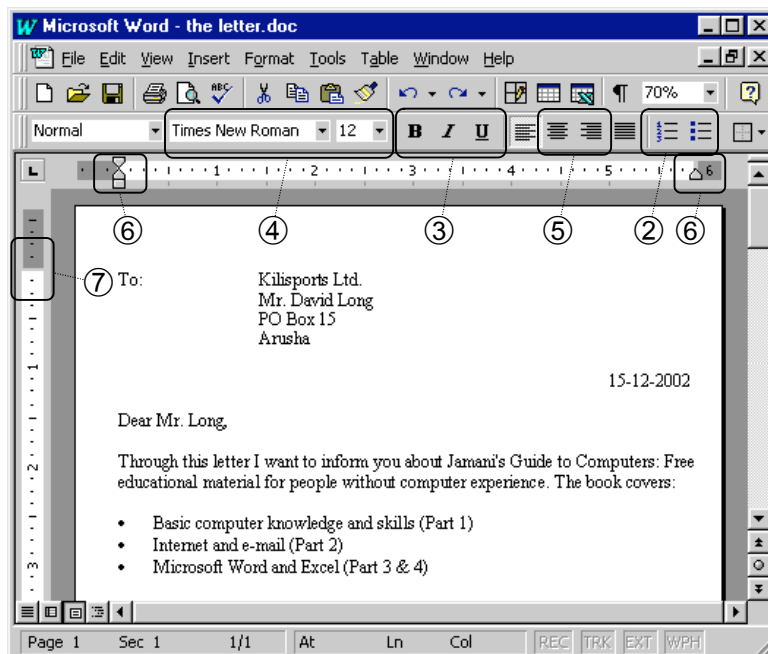 Microsoft Word - the letter.doc
File Edit View Insert Format Tools Table Window Help
ABC 70%
Normal Times New Roman 12 B I U
L 1 2 3 4 5 6
⑥ ④ ③ ⑤ ② ⑥
⑦
To: Kilisports Ltd.
Mr. David Long
PO Box 15
Arusha
1
15-12-2002
Dear Mr. Long,
Through this letter I want to inform you about Jamani's Guide to Computers: Free
2
educational material for people without computer experience. The book covers:
• Basic computer knowledge and skills (Part 1)
• Internet and e-mail (Part 2)
• Microsoft Word and Excel (Part 3 & 4)
3
Page 1 Sec 1 1/1 At Ln Col REC TRK EXT WPH